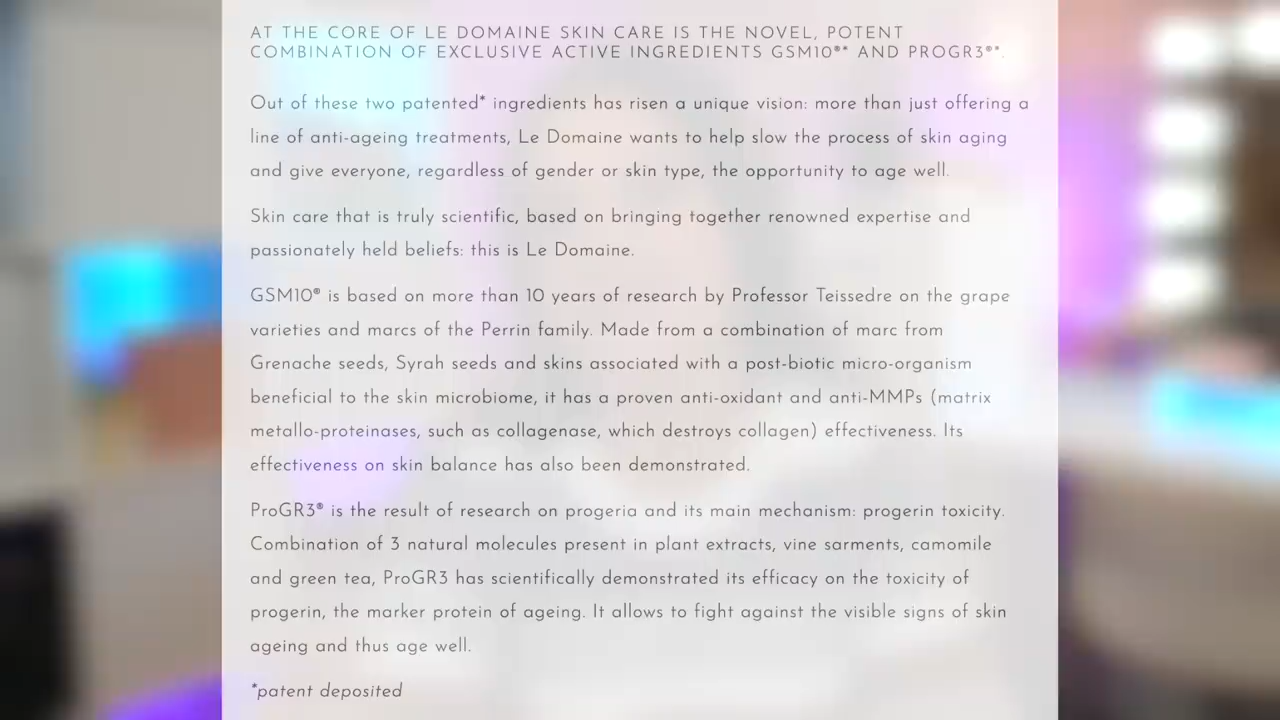 AT THE CORE OF LE DOMAINE SKIN CARE IS THE NOVEL, POTENT
COMBINATION OF EXCLUSIVE ACTIVE INGREDIENTS GSM10®* AND PROGR3®*.
Out of these two patented* ingredients has risen a unique vision: more than just offering a
line of anti-ageing treatments, Le Domaine wants to help slow the process of skin aging
and give everyone, regardless of gender or skin type, the opportunity to age well.
Skin care that is truly scientific, based on bringing together renowned expertise and
passionately held beliefs: this is Le Domaine.
GSM10® is based on more than 10 years of research by Professor Teissedre on the grape
varieties and marcs of the Perrin family. Made from a combination of marc from
Grenache seeds, Syrah seeds and skins associated with a post-biotic micro-organism
beneficial to the skin microbiome, it has a proven anti-oxidant and anti-MMPs (matrix
metallo-proteinases, such as collagenase, which destroys collagen) effectiveness. Its
effectiveness on skin balance has also been demonstrated.
ProGR3® is the result of research on progeria and its main mechanism: progerin toxicity.
Combination of 3 natural molecules present in plant extracts, vine sarments, camomile
and green tea, ProGR3 has scientifically demonstrated its efficacy on the toxicity of
progerin, the marker protein of ageing. It allows to fight against the visible signs of skin
ageing and thus age well.
*patent deposited